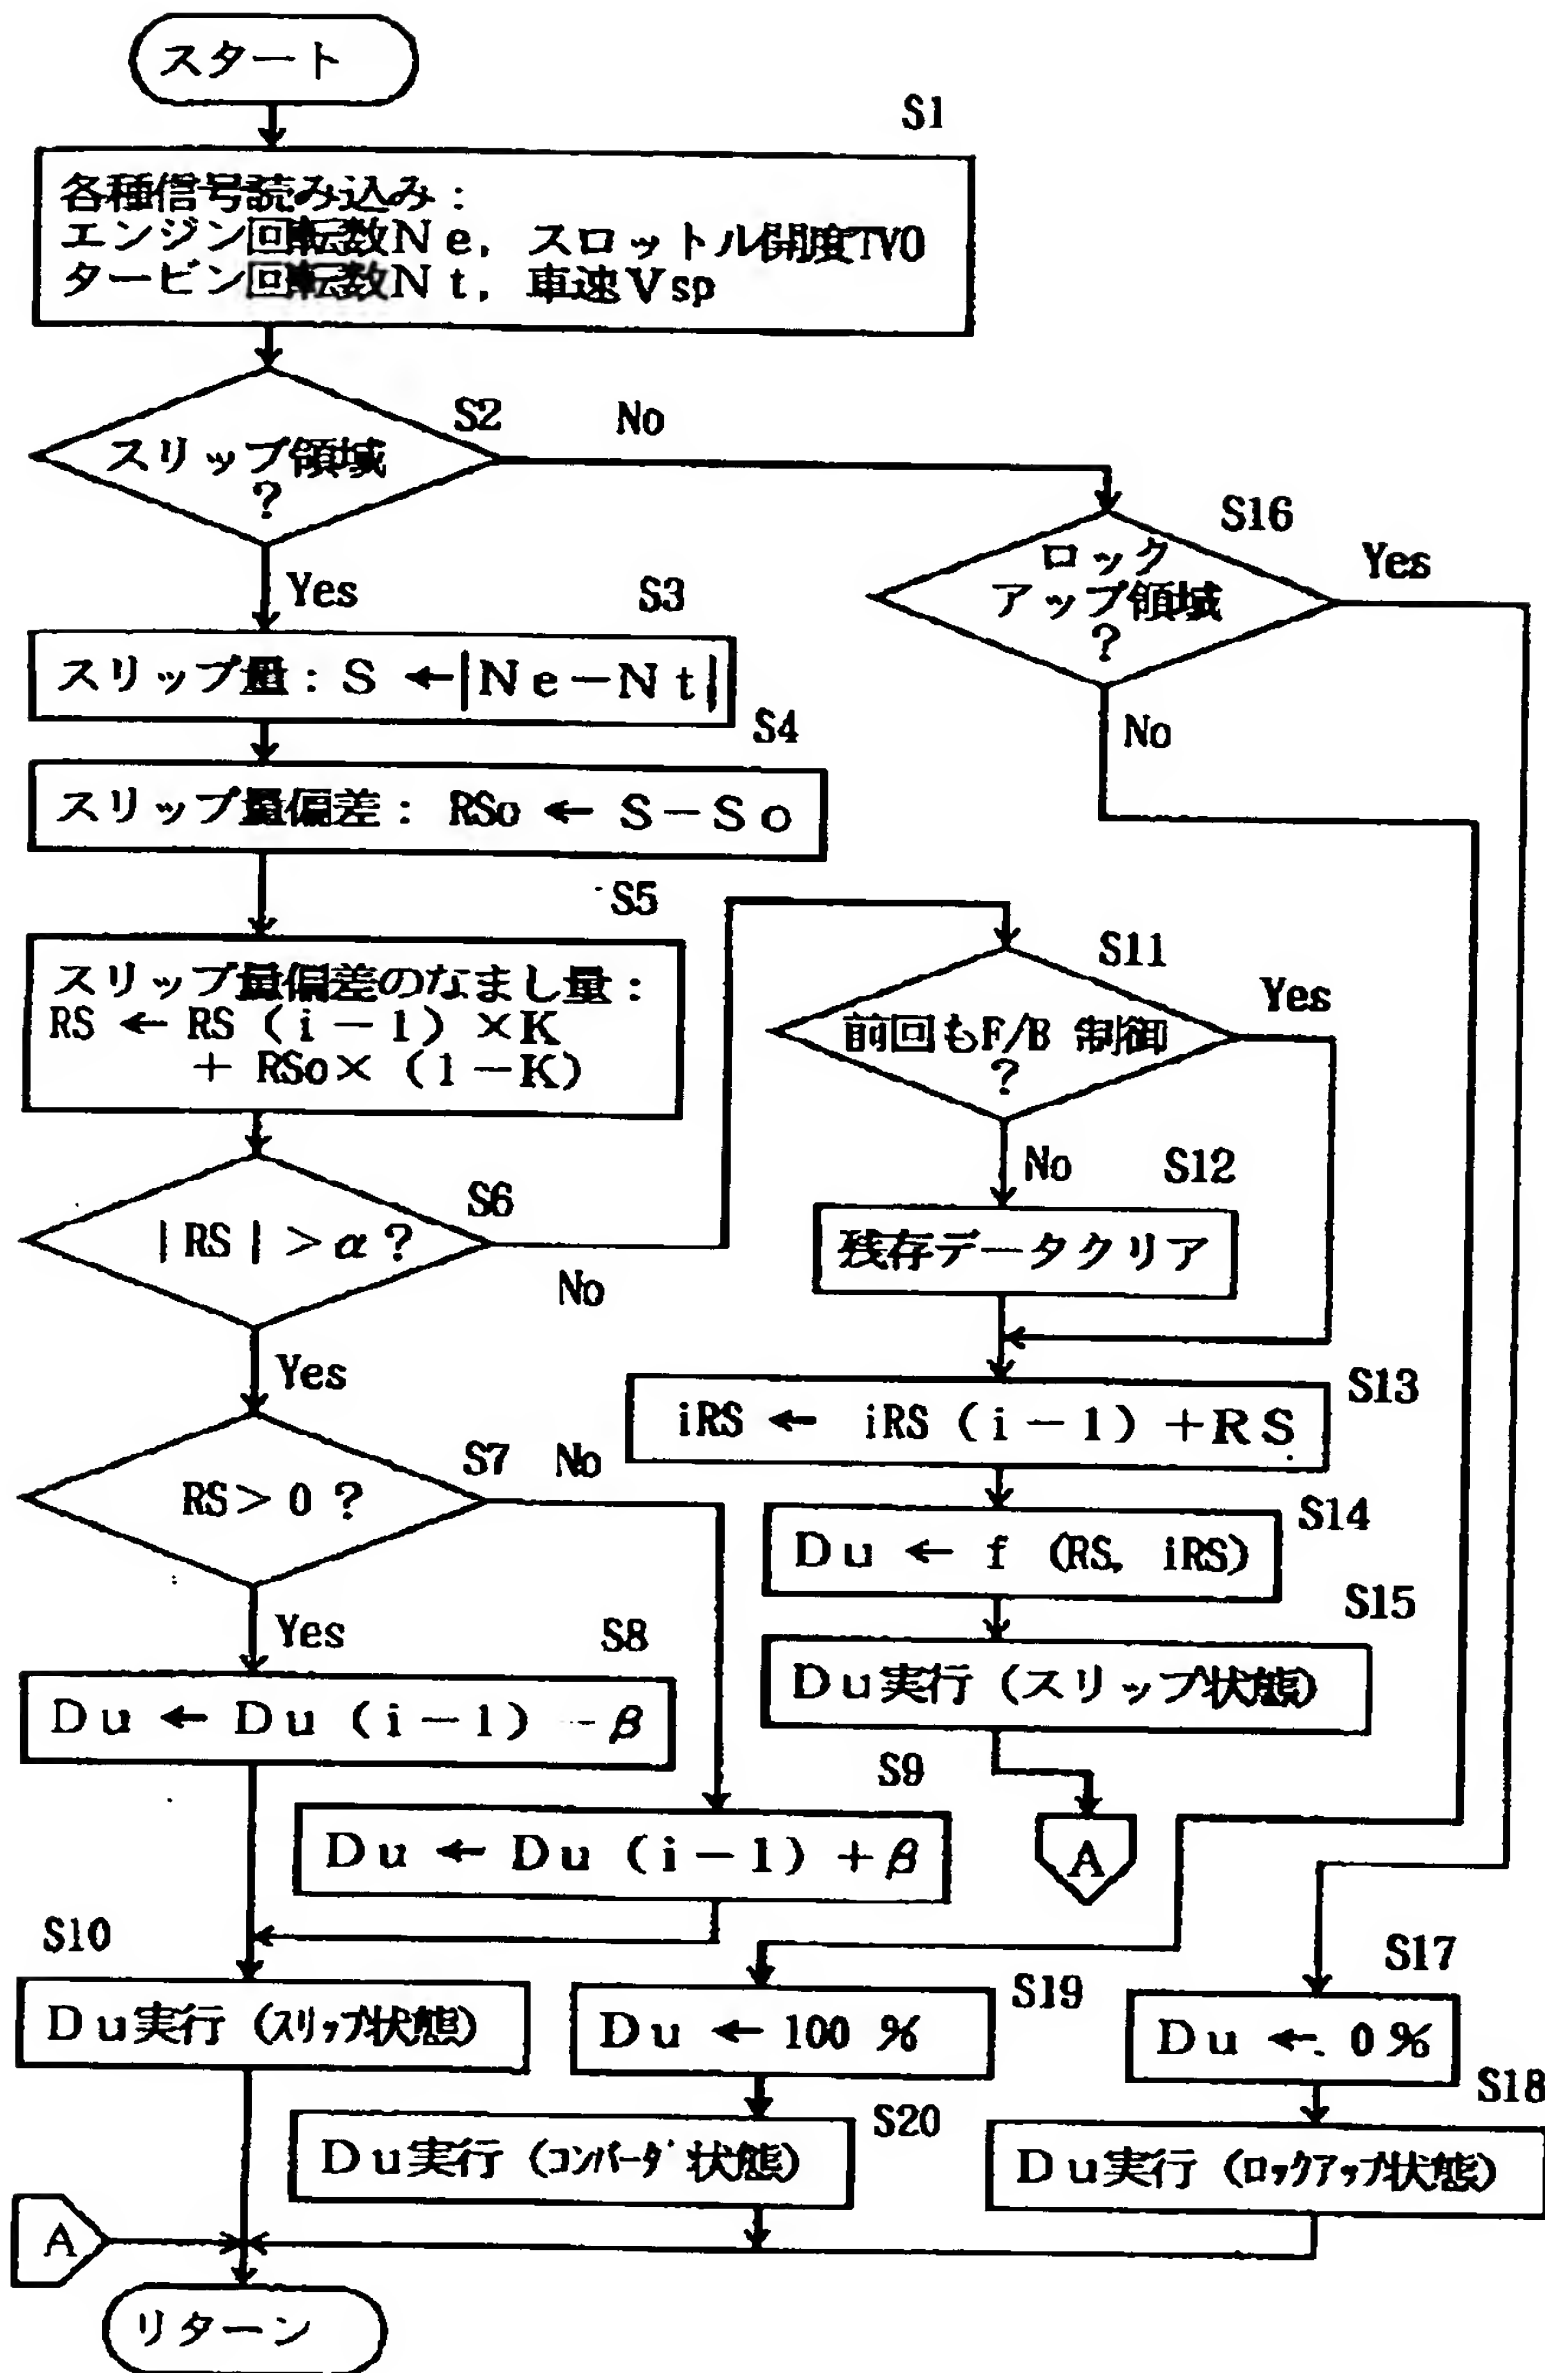 スタート
S1
各種信号読み込み：
エンジン回転数Ne，スロットル開度TVO
タービン回転数Nt，車速Vsp
S2
No
スリップ領域
？
Yes
S16
ロック
アップ領域
？
Yes
No
S3
スリップ量：S ←|Ne－Nt|
S4
スリップ量偏差：RSo ← S－So
S5
スリップ量偏差のなまし量：
RS ← RS（i－1）×K
＋ RSo×（1－K）
S6
|RS|＞α？
No
Yes
S11
前回もF/B 制御
？
Yes
No
S12
残存データクリア
S13
iRS ← iRS（i－1）＋RS
S14
Du ← f（RS，iRS）
S15
Du実行（スリップ状態）
A
S7
No
RS＞0？
Yes
S8
Du ← Du（i－1）－β
S9
Du ← Du（i－1）＋β
S10
Du実行（スリップ状態）
S19
Du ← 100 %
S20
Du実行（コンバータ状態）
S17
Du ← 0%
S18
Du実行（ロックアップ状態）
A
リターン